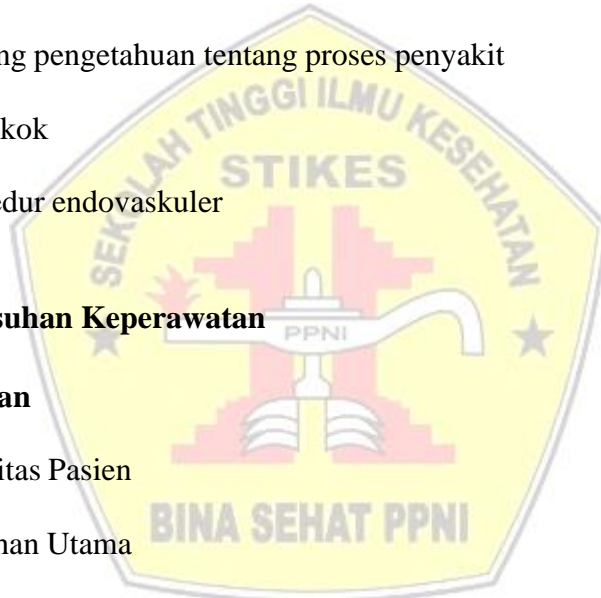 ng pengetahuan tentang proses penyakit
kok
edur endovaskuler
suhan Keperawatan
an
itas Pasien
nan Utama
SEKOLAH TINGGI ILMU KESEHATAN
STIKES
PPNI
BINA SEHAT PPNI